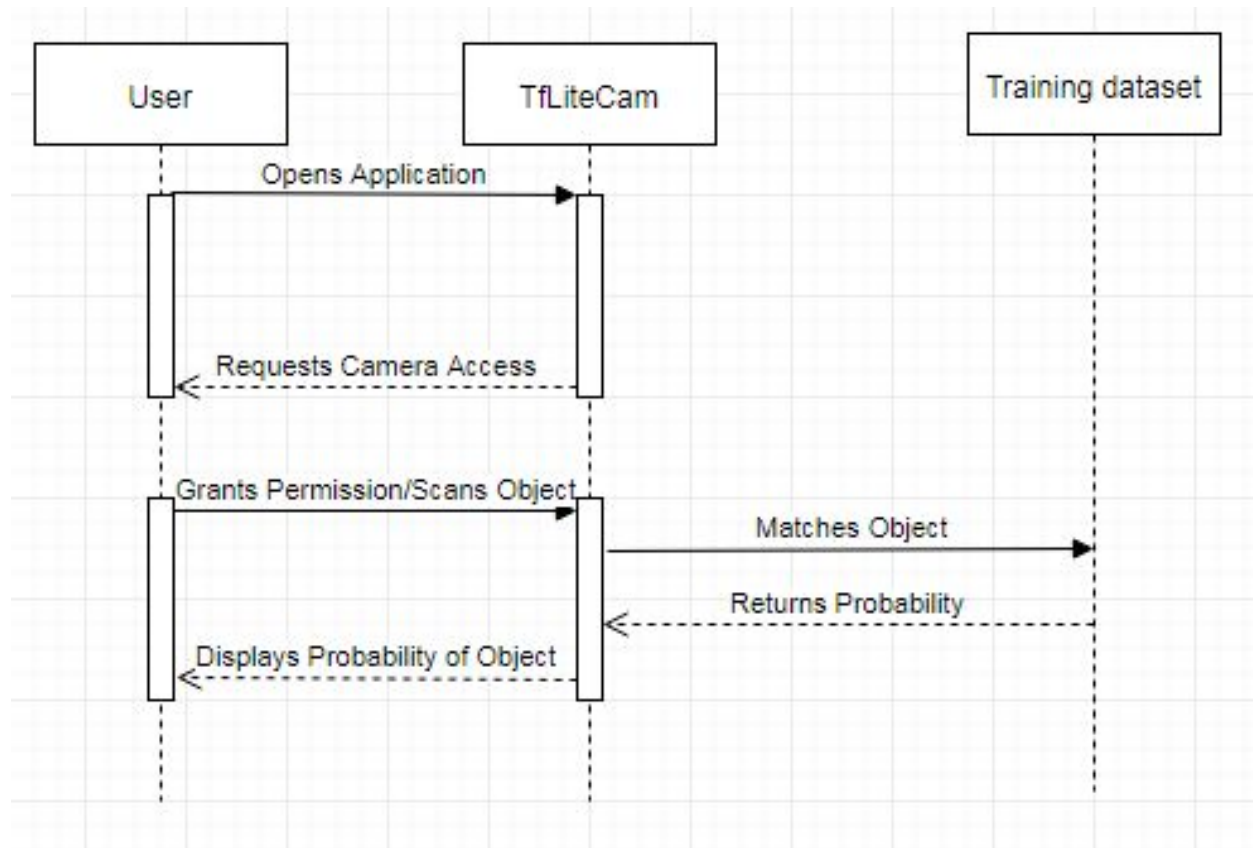 User
TfLiteCam
Training dataset
Opens Application
Requests Camera Access
Grants Permission/Scans Object
Matches Object
Returns Probability
Displays Probability of Object